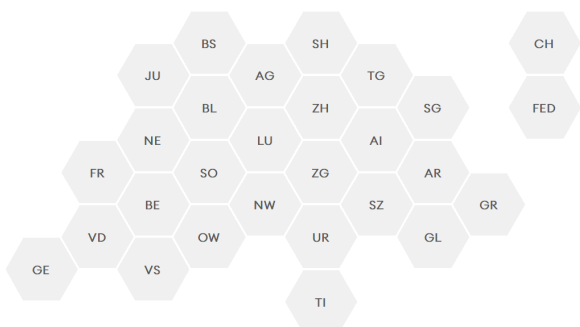 BS SH CH
JU AG TG
BL ZH SG FED
NE LU AI
FR SO ZG AR
BE NW SZ GR
VD OW UR GL
GE VS
TI